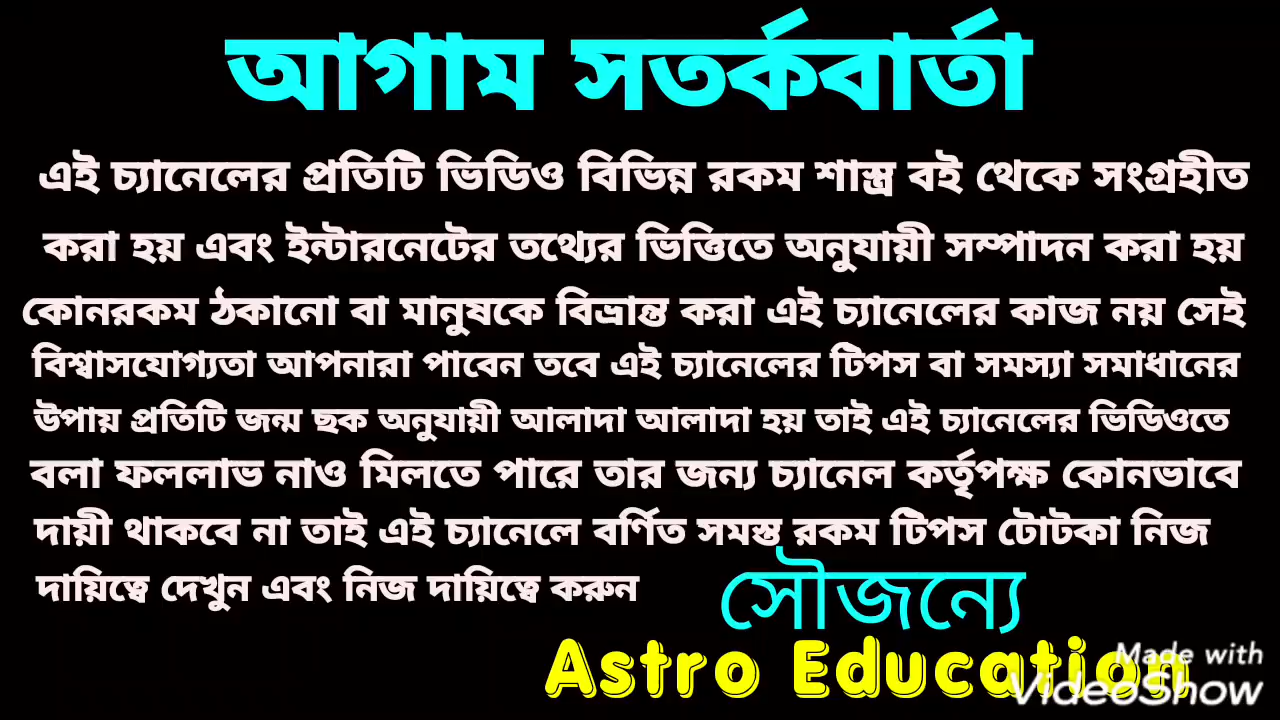 আগাম সতর্কবার্তা
এই চ্যানেলের প্রতিটি ভিডিও বিভিন্ন রকম শাস্ত্র বই থেকে সংগ্রহীত
করা হয় এবং ইন্টারনেটের তথ্যের ভিত্তিতে অনুযায়ী সম্পাদন করা হয়
কোনরকম ঠকানো বা মানুষকে বিভ্রান্ত করা এই চ্যানেলের কাজ নয় সেই
বিশ্বাসযোগ্যতা আপনারা পাবেন তবে এই চ্যানেলের টিপস বা সমস্যা সমাধানের
উপায় প্রতিটি জন্ম ছক অনুযায়ী আলাদা আলাদা হয় তাই এই চ্যানেলের ভিডিওতে
বলা ফললাভ নাও মিলতে পারে তার জন্য চ্যানেল কর্তৃপক্ষ কোনভাবে
দায়ী থাকবে না তাই এই চ্যানেলে বর্ণিত সমস্ত রকম টিপস টোটকা নিজ
দায়িত্বে দেখুন এবং নিজ দায়িত্বে করুন
সৌজন্যে
Astro Education
Made with
VideoShow